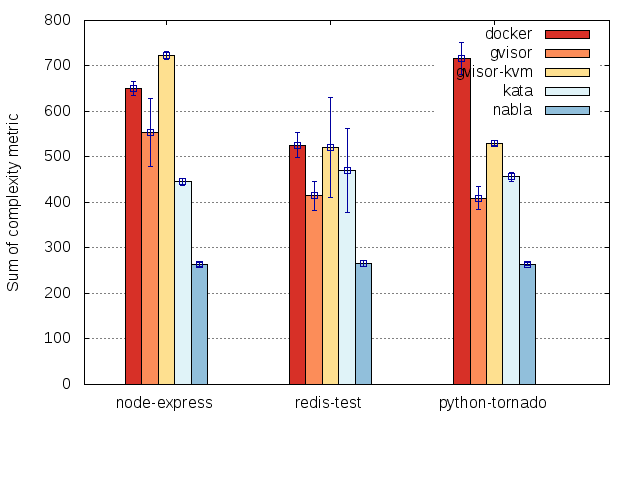 800
700
600
500
400
300
200
100
0
Sum of complexity metric
docker
gvisor
gvisor-kvm
kata
nabla
node-express
redis-test
python-tornado